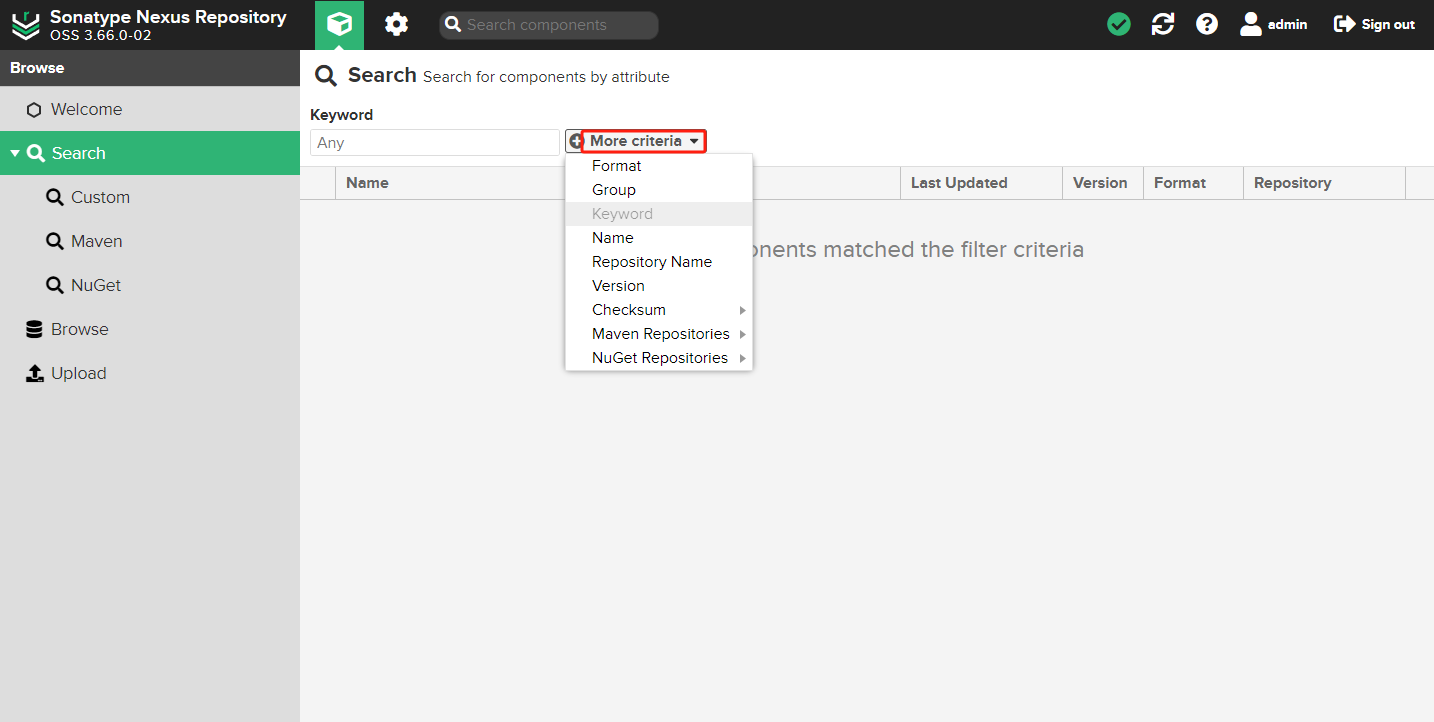 Sonatype Nexus Repository
OSS 3.66.0-02
Search components
admin
Sign out
Browse
Welcome
Search
Custom
Maven
NuGet
Browse
Upload
Search Search for components by attribute
Keyword
Any
More criteria
Format
Group
Keyword
Name
Repository Name
Version
Checksum
Maven Repositories
NuGet Repositories
Name Last Updated Version Format Repository
matched the filter criteria